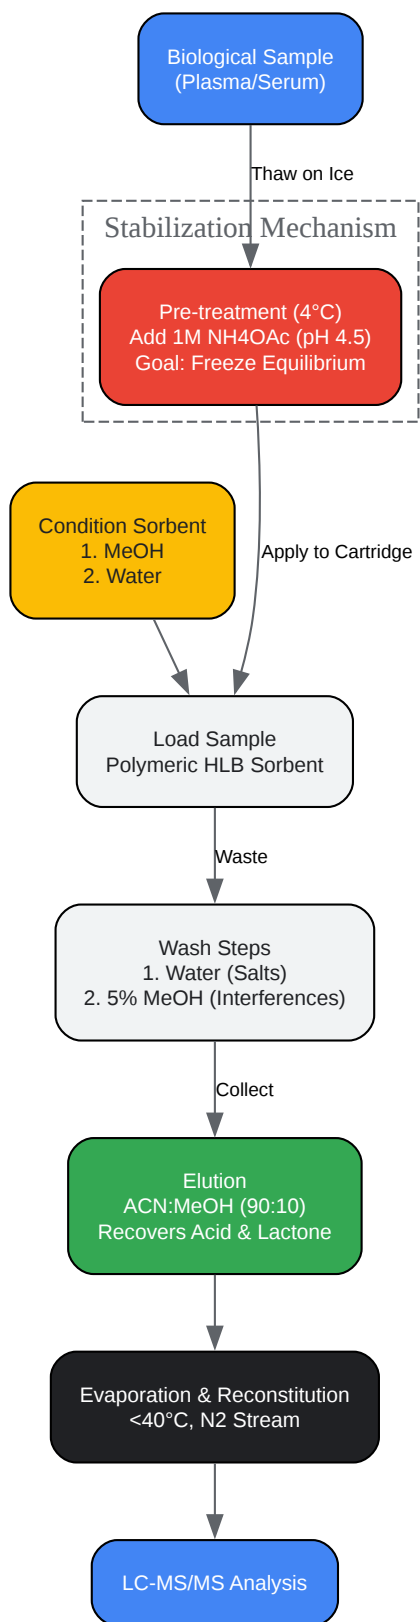 Biological Sample
(Plasma/Serum)
Thaw on Ice
Stabilization Mechanism
Pre-treatment (4°C)
Add 1M NH4OAc (pH 4.5)
Goal: Freeze Equilibrium
Condition Sorbent
1. MeOH
2. Water
Apply to Cartridge
Load Sample
Polymeric HLB Sorbent
Waste
Wash Steps
1. Water (Salts)
2. 5% MeOH (Interferences)
Collect
Elution
ACN:MeOH (90:10)
Recovers Acid & Lactone
Evaporation & Reconstitution
<40°C, N2 Stream
LC-MS/MS Analysis